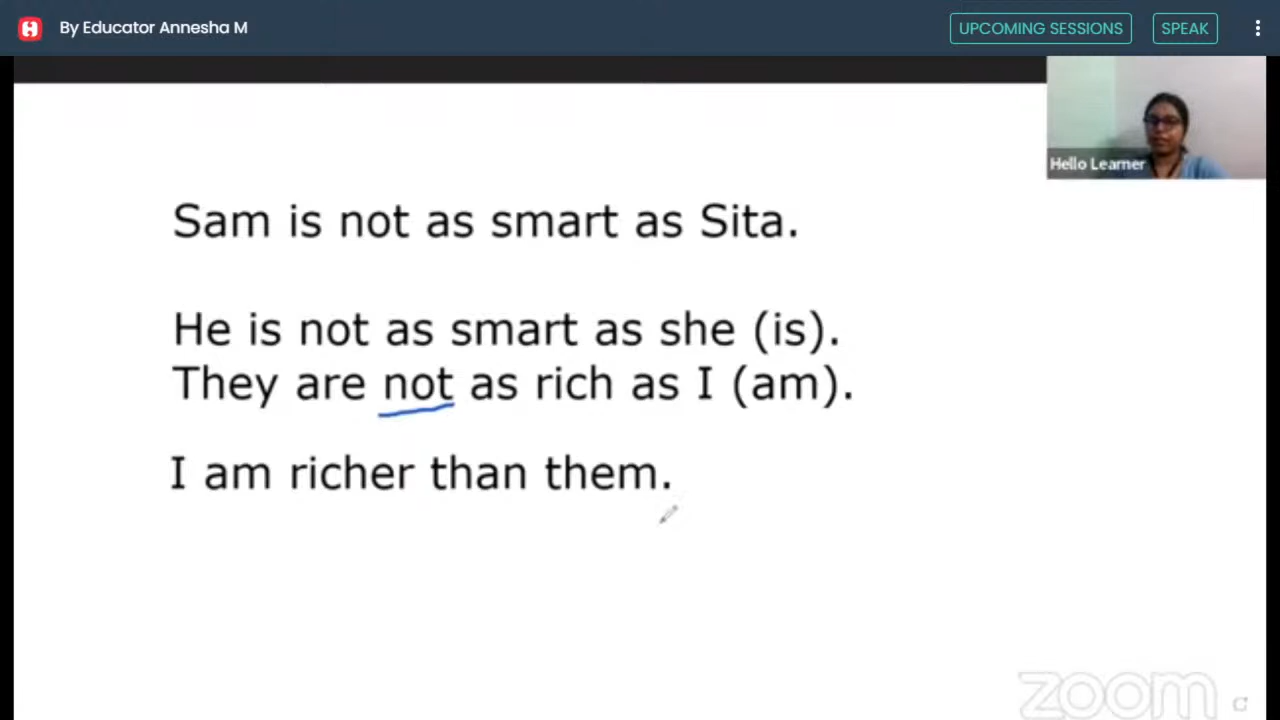 By Educator Annesha M
UPCOMING SESSIONS
SPEAK
Hello Learner
Sam is not as smart as Sita.
He is not as smart as she (is).
They are not as rich as I (am).
I am richer than them.
zoom